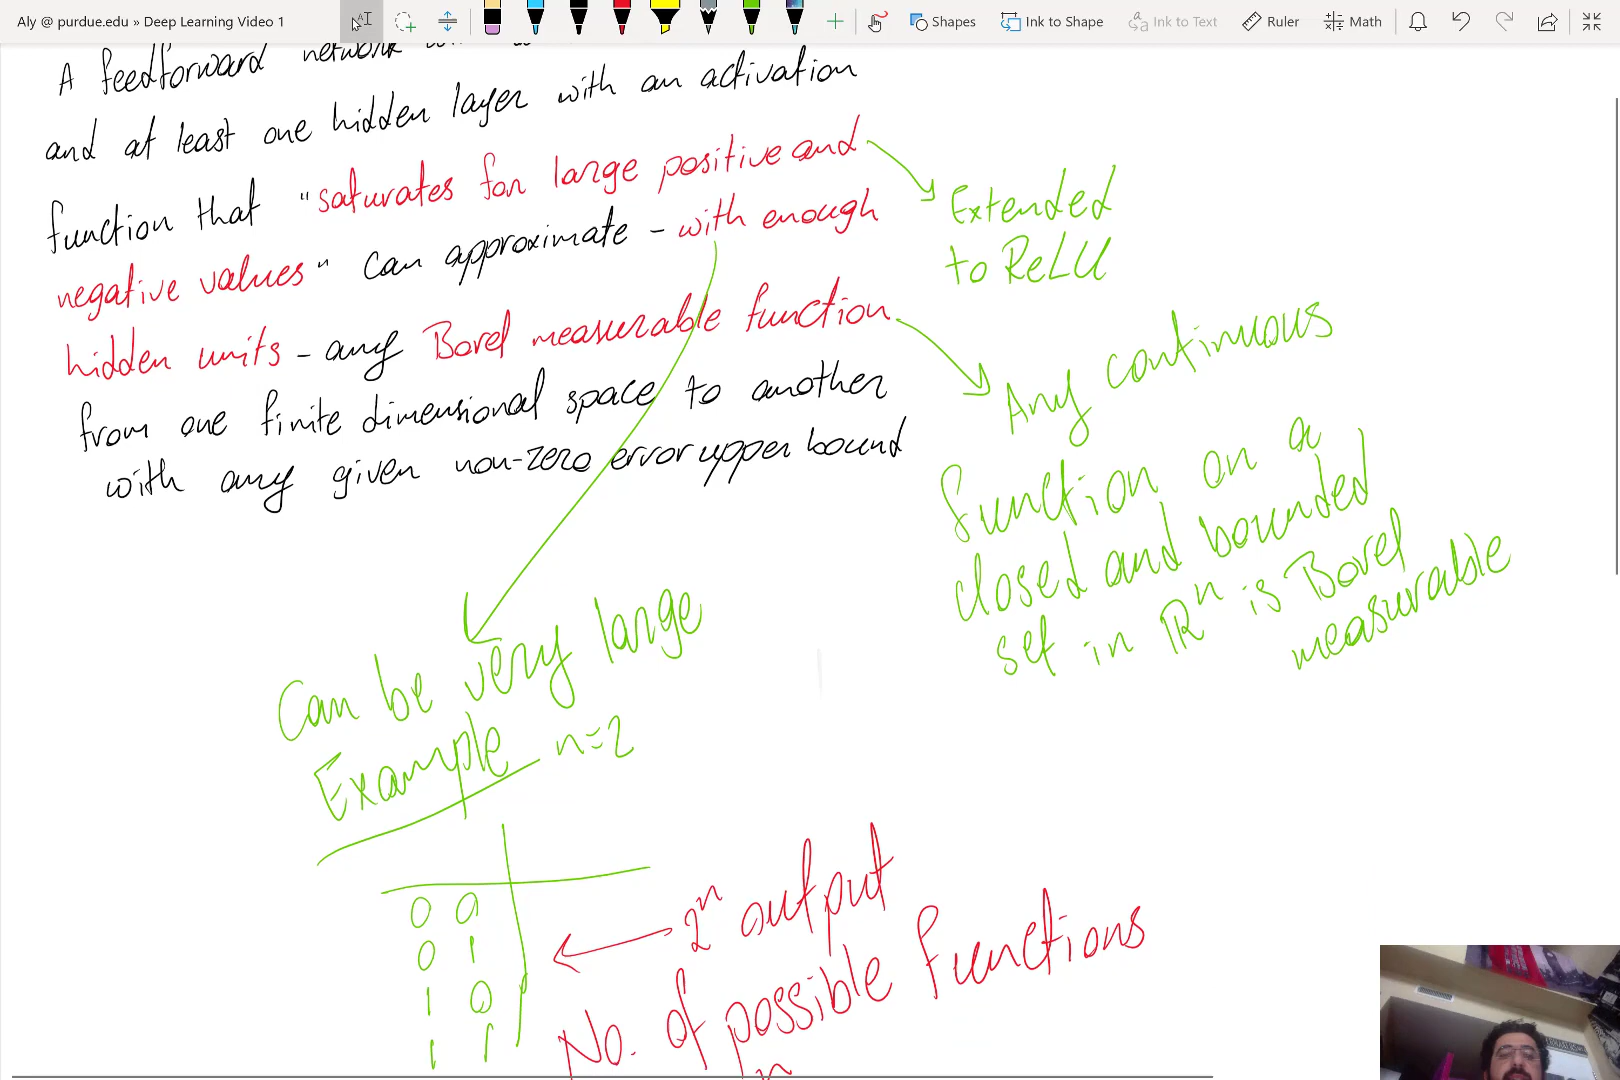 Aly @ purdue.edu » Deep Learning Video 1
Shapes Ink to Shape Ink to Text Ruler Math
A feedforward network
and at least one hidden layer with an activation
function that "saturates for large positive and
negative values" can approximate - with enough
hidden units - any Borel measurable function
from one finite dimensional space to another
with any given non-zero error upper bound
Extended
to ReLU
Any continuous
function on a
closed and bounded
set in ℝⁿ is Borel
measurable
Can be very large
Example n=2
0 0
0 1
1 0
1 1
2ⁿ output
No. of possible functions